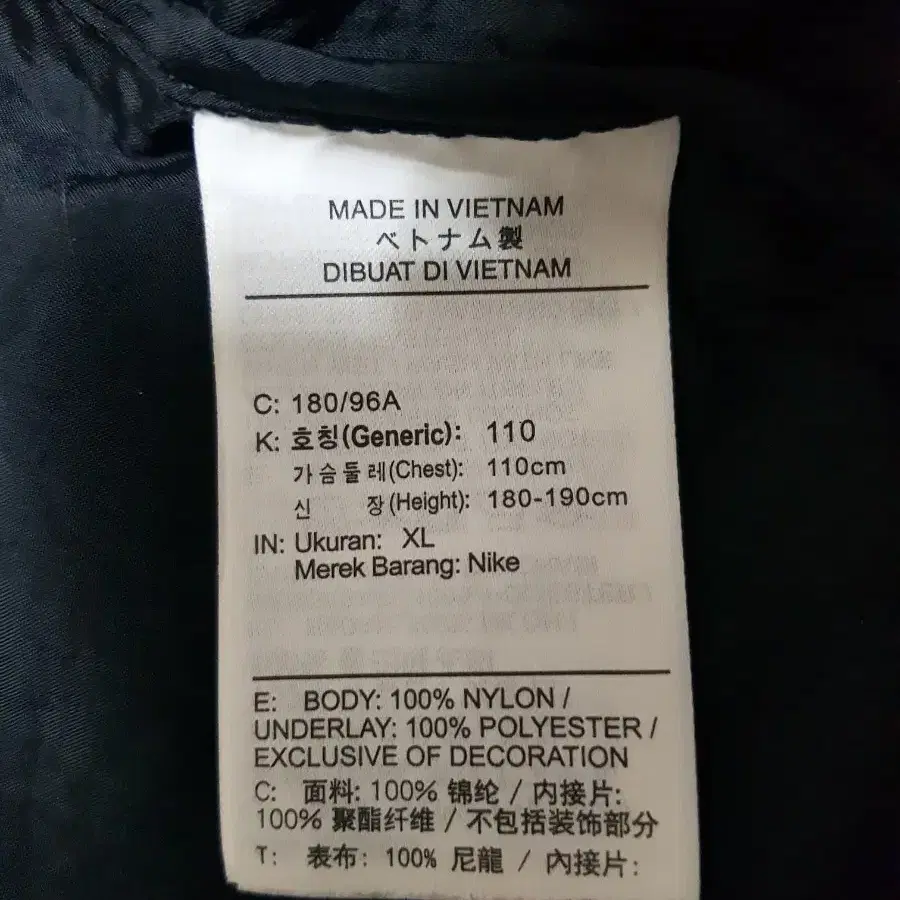 MADE IN VIETNAM
ベトナム製
DIBUAT DI VIETNAM
C: 180/96A
K: 호칭(Generic): 110
가슴둘레(Chest): 110cm
신 장(Height): 180-190cm
IN: Ukuran: XL
Merek Barang: Nike
E: BODY: 100% NYLON /
UNDERLAY: 100% POLYESTER /
EXCLUSIVE OF DECORATION
C: 面料: 100% 锦纶 / 内接片:
100% 聚酯纤维 / 不包括装饰部分
T: 表布: 100% 尼龍 / 內接片: